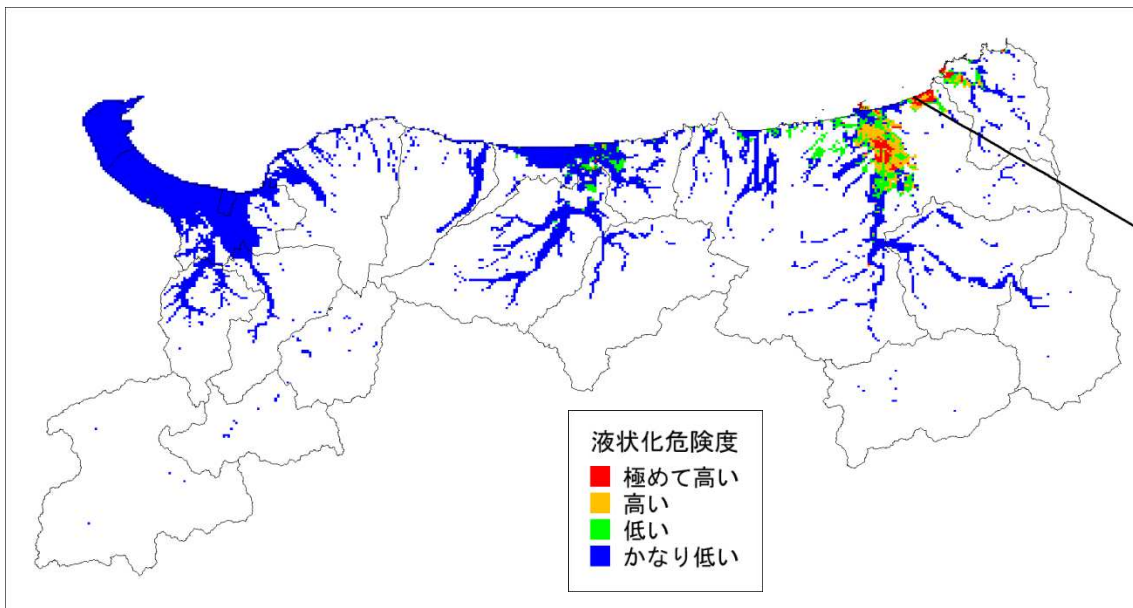 液状化危険度
極めて高い
高い
低い
かなり低い